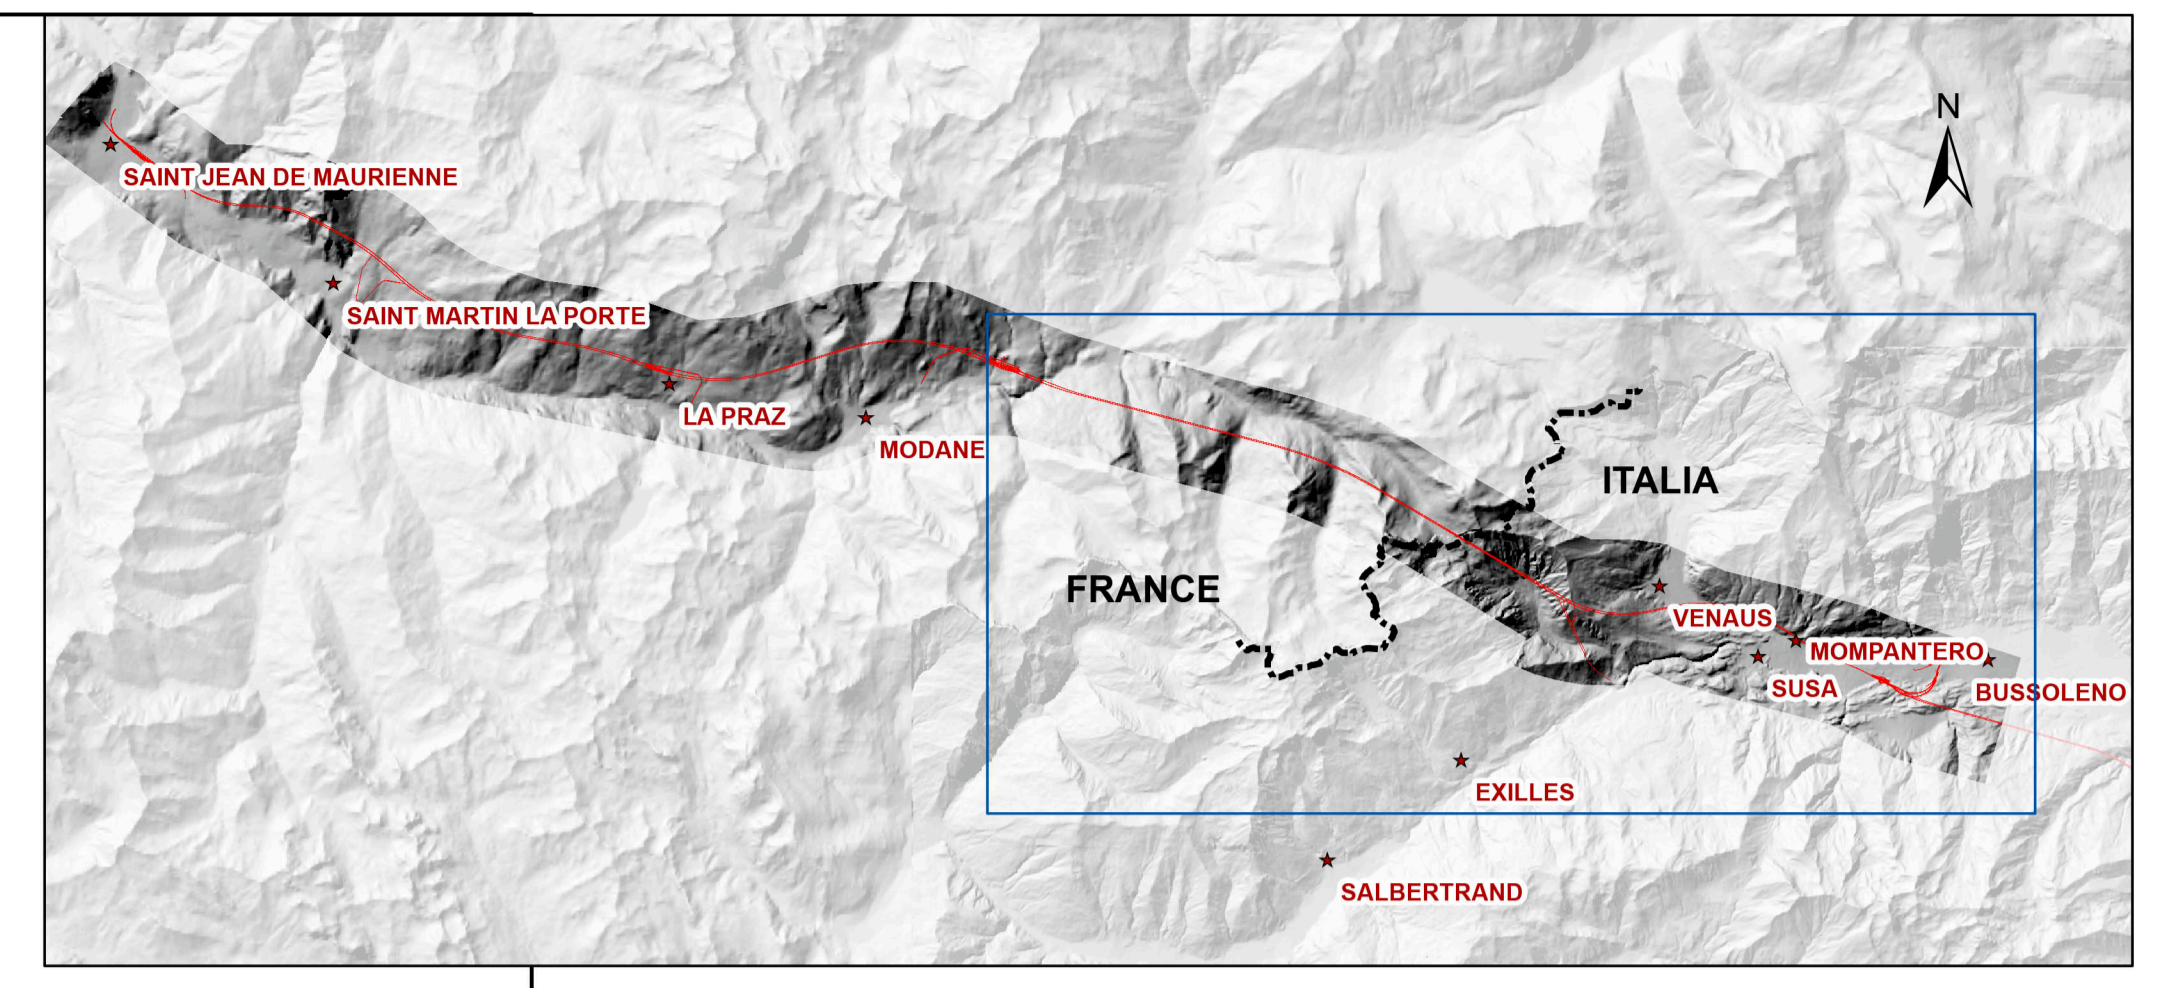 N
SAINT JEAN DE MAURIENNE
SAINT MARTIN LA PORTE
LA PRAZ
MODANE
ITALIA
FRANCE
VENAUS
MOMPANTERO
SUSA
BUSSOLENO
EXILLES
SALBERTRAND